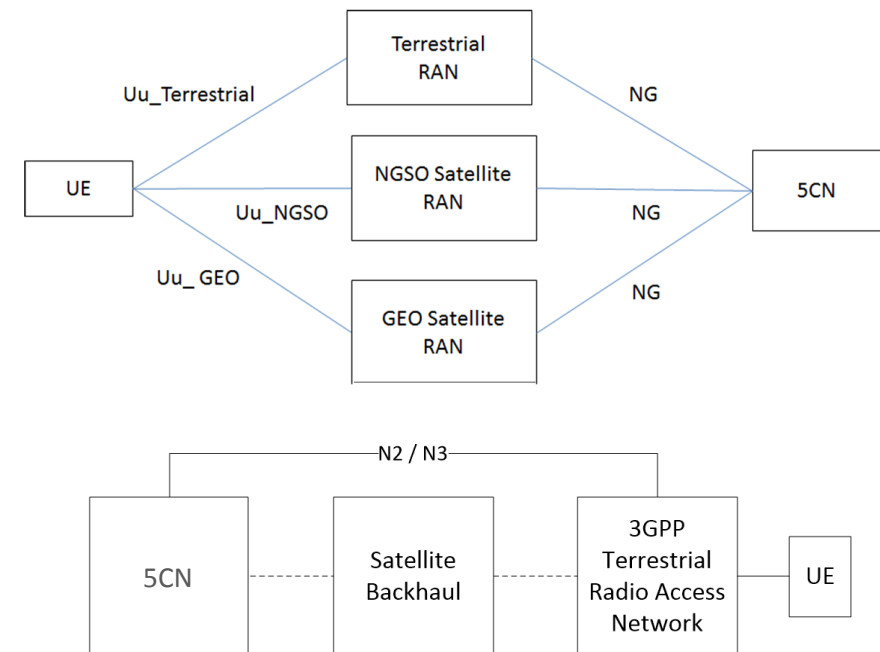 Terrestrial
RAN
Uu_Terrestrial
NG
UE
NGSO Satellite
RAN
5CN
Uu_NGSO
NG
Uu_ GEO
NG
GEO Satellite
RAN
N2 / N3
5CN
Satellite
Backhaul
3GPP
Terrestrial
Radio Access
Network
UE